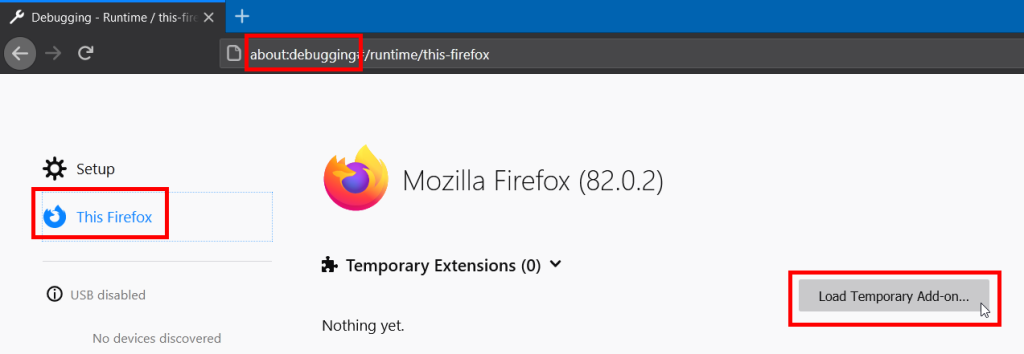 Debugging - Runtime / this-fire
about:debugging#/runtime/this-firefox
Setup
This Firefox
USB disabled
No devices discovered
Mozilla Firefox (82.0.2)
Temporary Extensions (0)
Load Temporary Add-on...
Nothing yet.